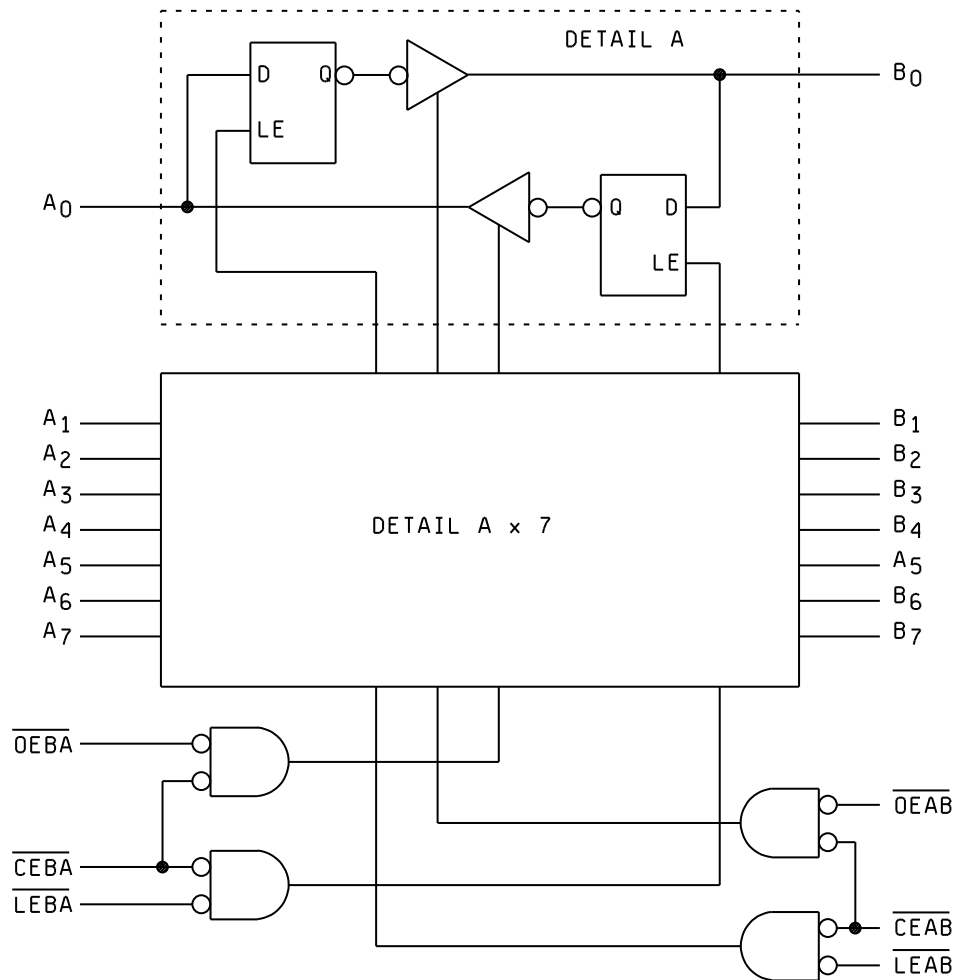 DETAIL A
D Q
B0
LE
A0
Q D
LE
A1 B1
A2 B2
A3 B3
DETAIL A x 7
A4 B4
A5 A5
A6 B6
A7 B7
OEBA
OEAB
CEBA
LEBA
CEAB
LEAB